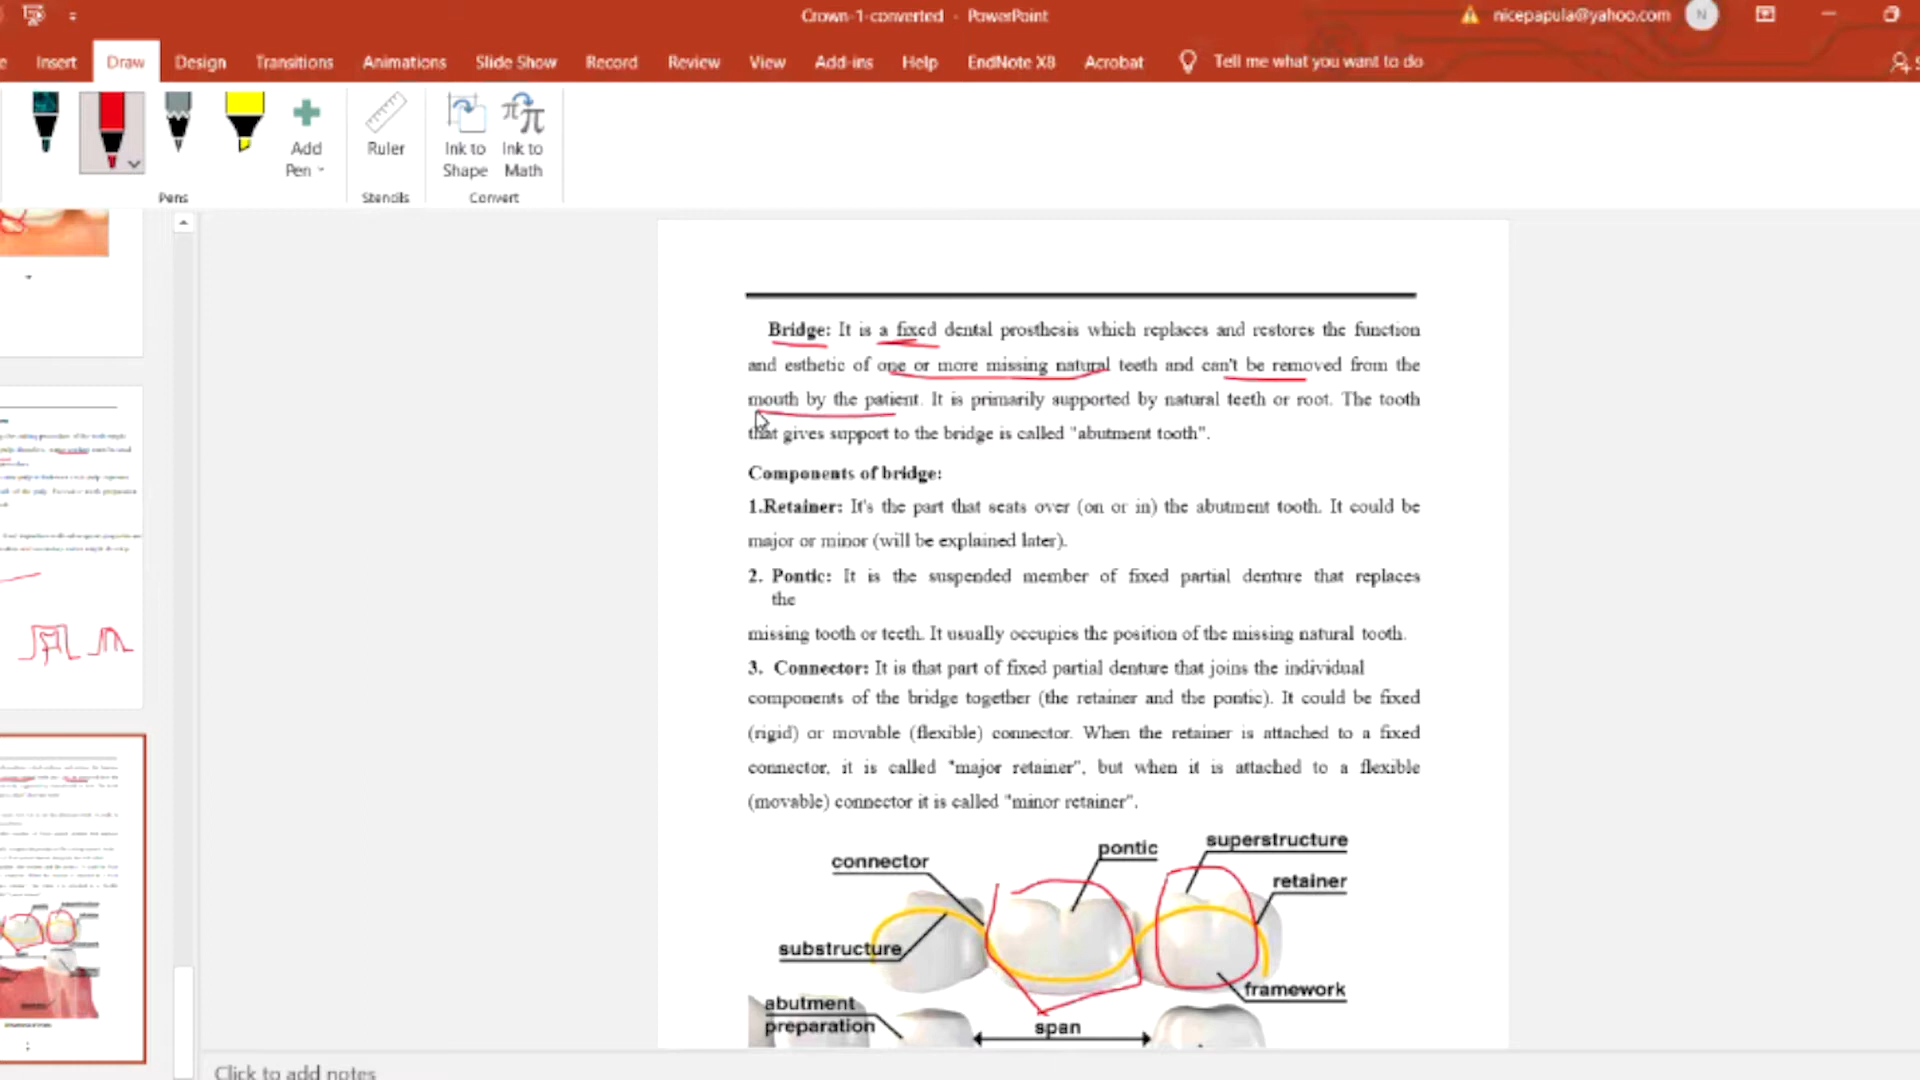 Crown-1-converted - PowerPoint
nicepapula@yahoo.com
N
Insert
Draw
Design
Transitions
Animations
Slide Show
Record
Review
View
Add-ins
Help
EndNote X8
Acrobat
Tell me what you want to do
Add
Pen
Ruler
Ink to
Shape
Ink to
Math
Pens
Stencils
Convert
Bridge: It is a fixed dental prosthesis which replaces and restores the function
and esthetic of one or more missing natural teeth and can't be removed from the
mouth by the patient. It is primarily supported by natural teeth or root. The tooth
that gives support to the bridge is called "abutment tooth".
Components of bridge:
1.Retainer: It's the part that seats over (on or in) the abutment tooth. It could be
major or minor (will be explained later).
2. Pontic: It is the suspended member of fixed partial denture that replaces
the
missing tooth or teeth. It usually occupies the position of the missing natural tooth.
3. Connector: It is that part of fixed partial denture that joins the individual
components of the bridge together (the retainer and the pontic). It could be fixed
(rigid) or movable (flexible) connector. When the retainer is attached to a fixed
connector, it is called "major retainer", but when it is attached to a flexible
(movable) connector it is called "minor retainer".
connector
pontic
superstructure
retainer
substructure
framework
abutment
preparation
span
Click to add notes